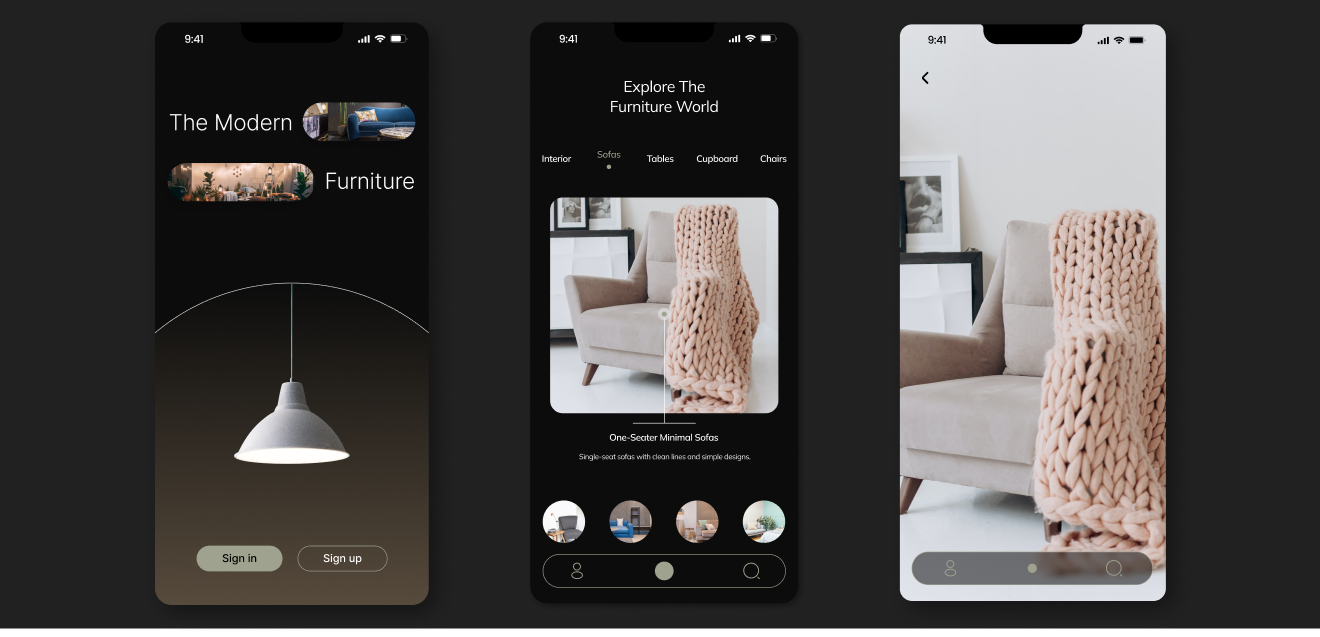 9:41
The Modern
Furniture
Sign in
Sign up
9:41
Explore The
Furniture World
Interior
Sofas
Tables
Cupboard
Chairs
One-Seater Minimal Sofas
Single-seat sofas with clean lines and simple designs.
9:41